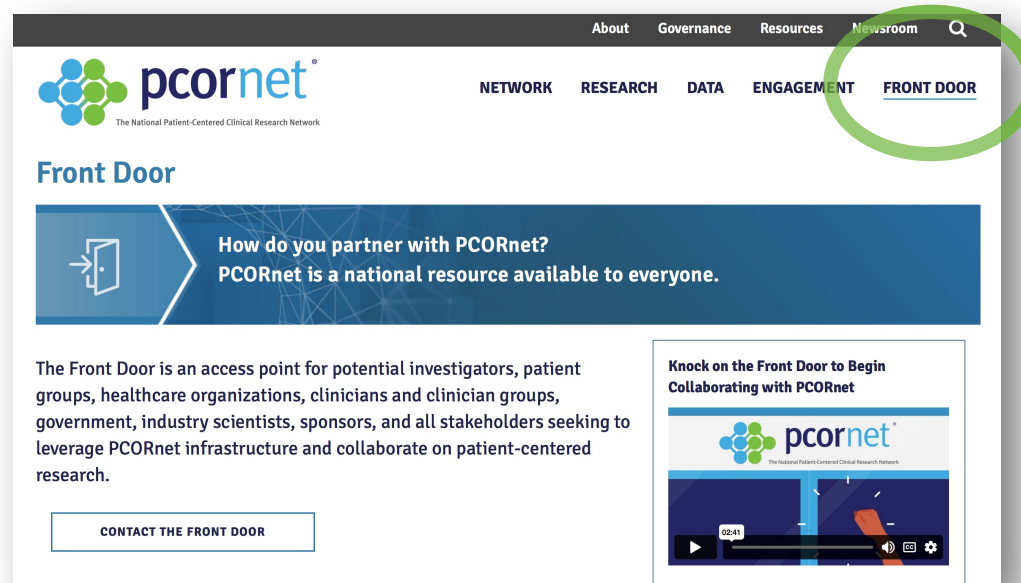 About Governance Resources Newsroom
pcornet®
The National Patient-Centered Clinical Research Network
NETWORK RESEARCH DATA ENGAGEMENT FRONT DOOR
Front Door
How do you partner with PCORnet?
PCORnet is a national resource available to everyone.
The Front Door is an access point for potential investigators, patient
groups, healthcare organizations, clinicians and clinician groups,
government, industry scientists, sponsors, and all stakeholders seeking to
leverage PCORnet infrastructure and collaborate on patient-centered
research.
CONTACT THE FRONT DOOR
Knock on the Front Door to Begin
Collaborating with PCORnet
pcornet®
The National Patient-Centered Clinical Research Network
02:41
CC